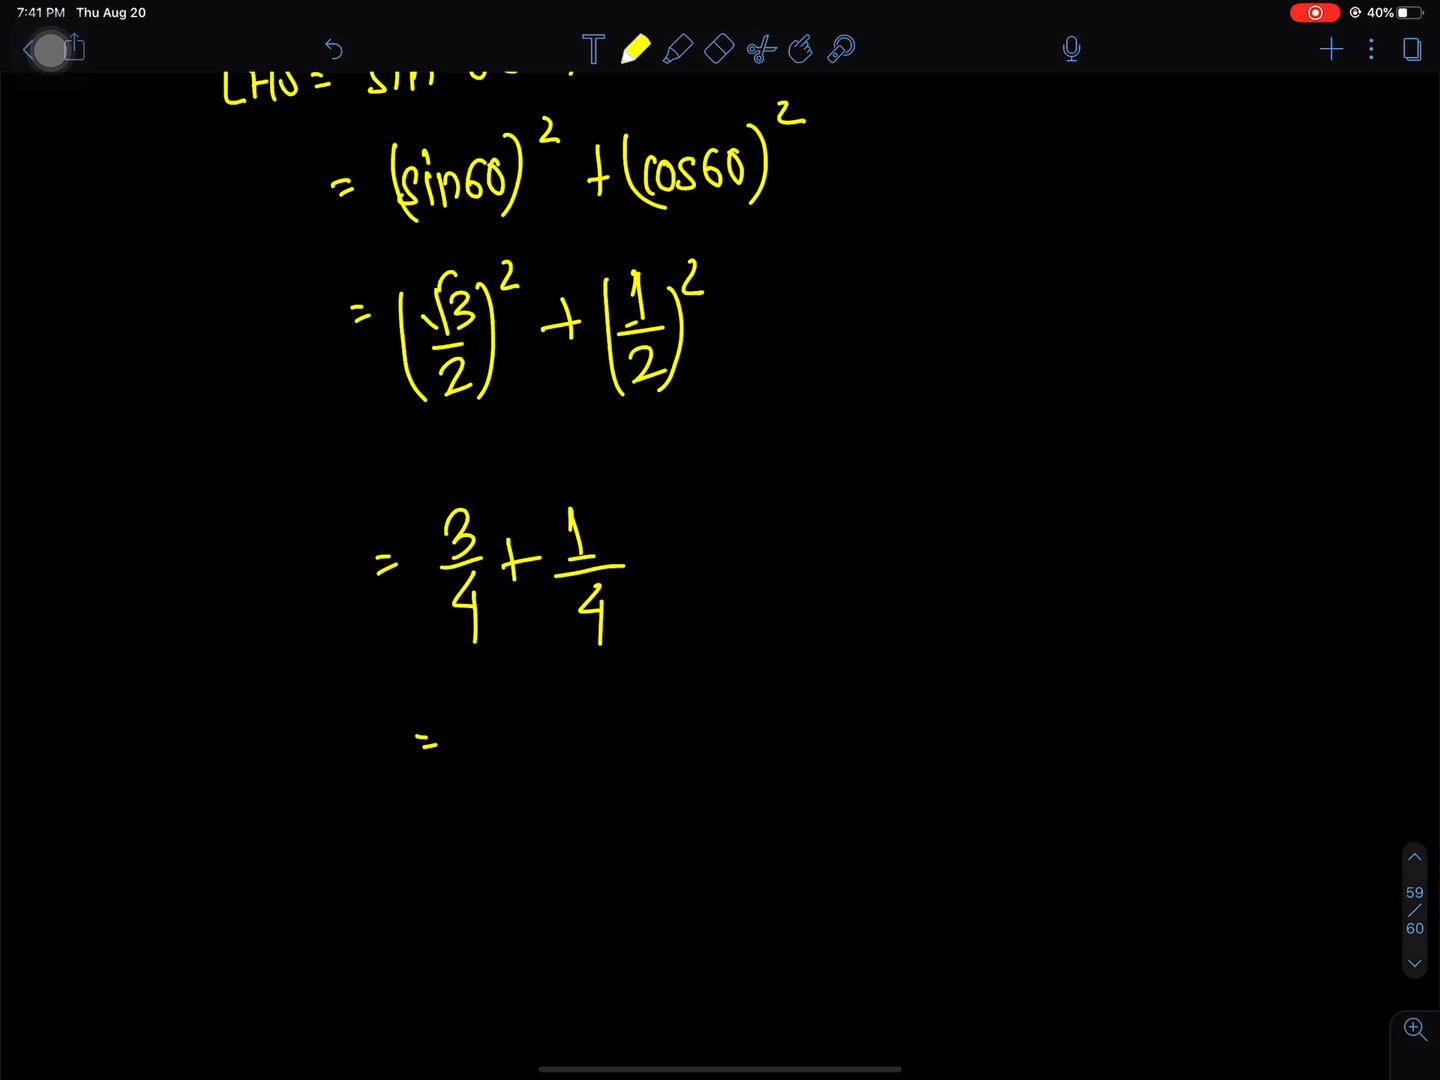 7:41 PM Thu Aug 20
40%
T
LHS = sin
= (sin60)² + (cos60)²
= (√3/2)² + (1/2)²
= 3/4 + 1/4
=
59
/
60